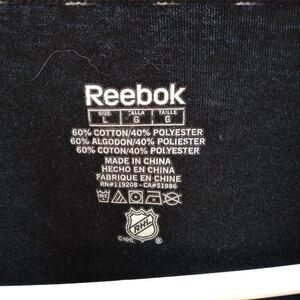 Reebok
SIZE TALLA TAILLE
L G G
60% COTTON/40% POLYESTER
60% ALGODON/40% POLIESTER
60% COTON/40% POLYESTER
MADE IN CHINA
HECHO EN CHINA
FABRIQUE EN CHINE
RN#119208 - CA#51986
NHL
©NHL ®